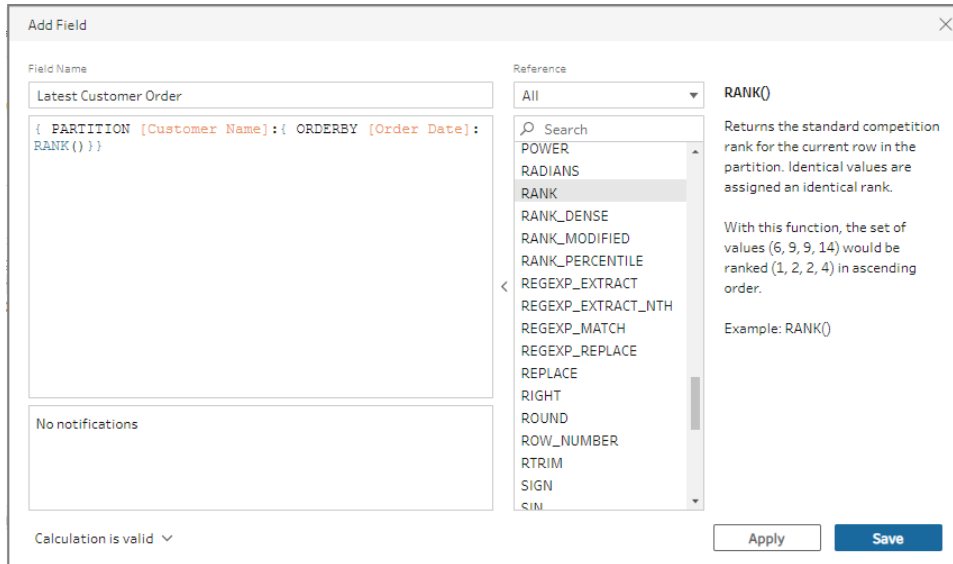 Add Field
Field Name
Latest Customer Order
{ PARTITION [Customer Name]:{ ORDERBY [Order Date]:
RANK()}}
No notifications
Calculation is valid
Reference
All
Search
POWER
RADIANS
RANK
RANK_DENSE
RANK_MODIFIED
RANK_PERCENTILE
REGEXP_EXTRACT
REGEXP_EXTRACT_NTH
REGEXP_MATCH
REGEXP_REPLACE
REPLACE
RIGHT
ROUND
ROW_NUMBER
RTRIM
SIGN
SIN
RANK()
Returns the standard competition
rank for the current row in the
partition. Identical values are
assigned an identical rank.
With this function, the set of
values (6, 9, 9, 14) would be
ranked (1, 2, 2, 4) in ascending
order.
Example: RANK()
Apply
Save